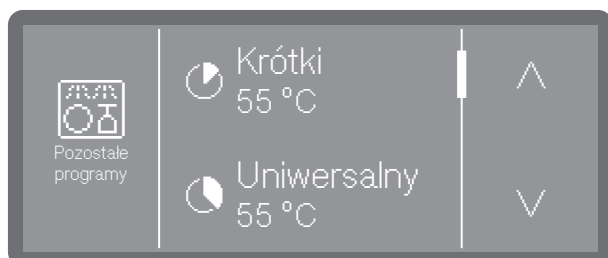 Pozostałe
programy
Krótki
55 °C
Uniwersalny
55 °C